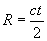 R = ct/2